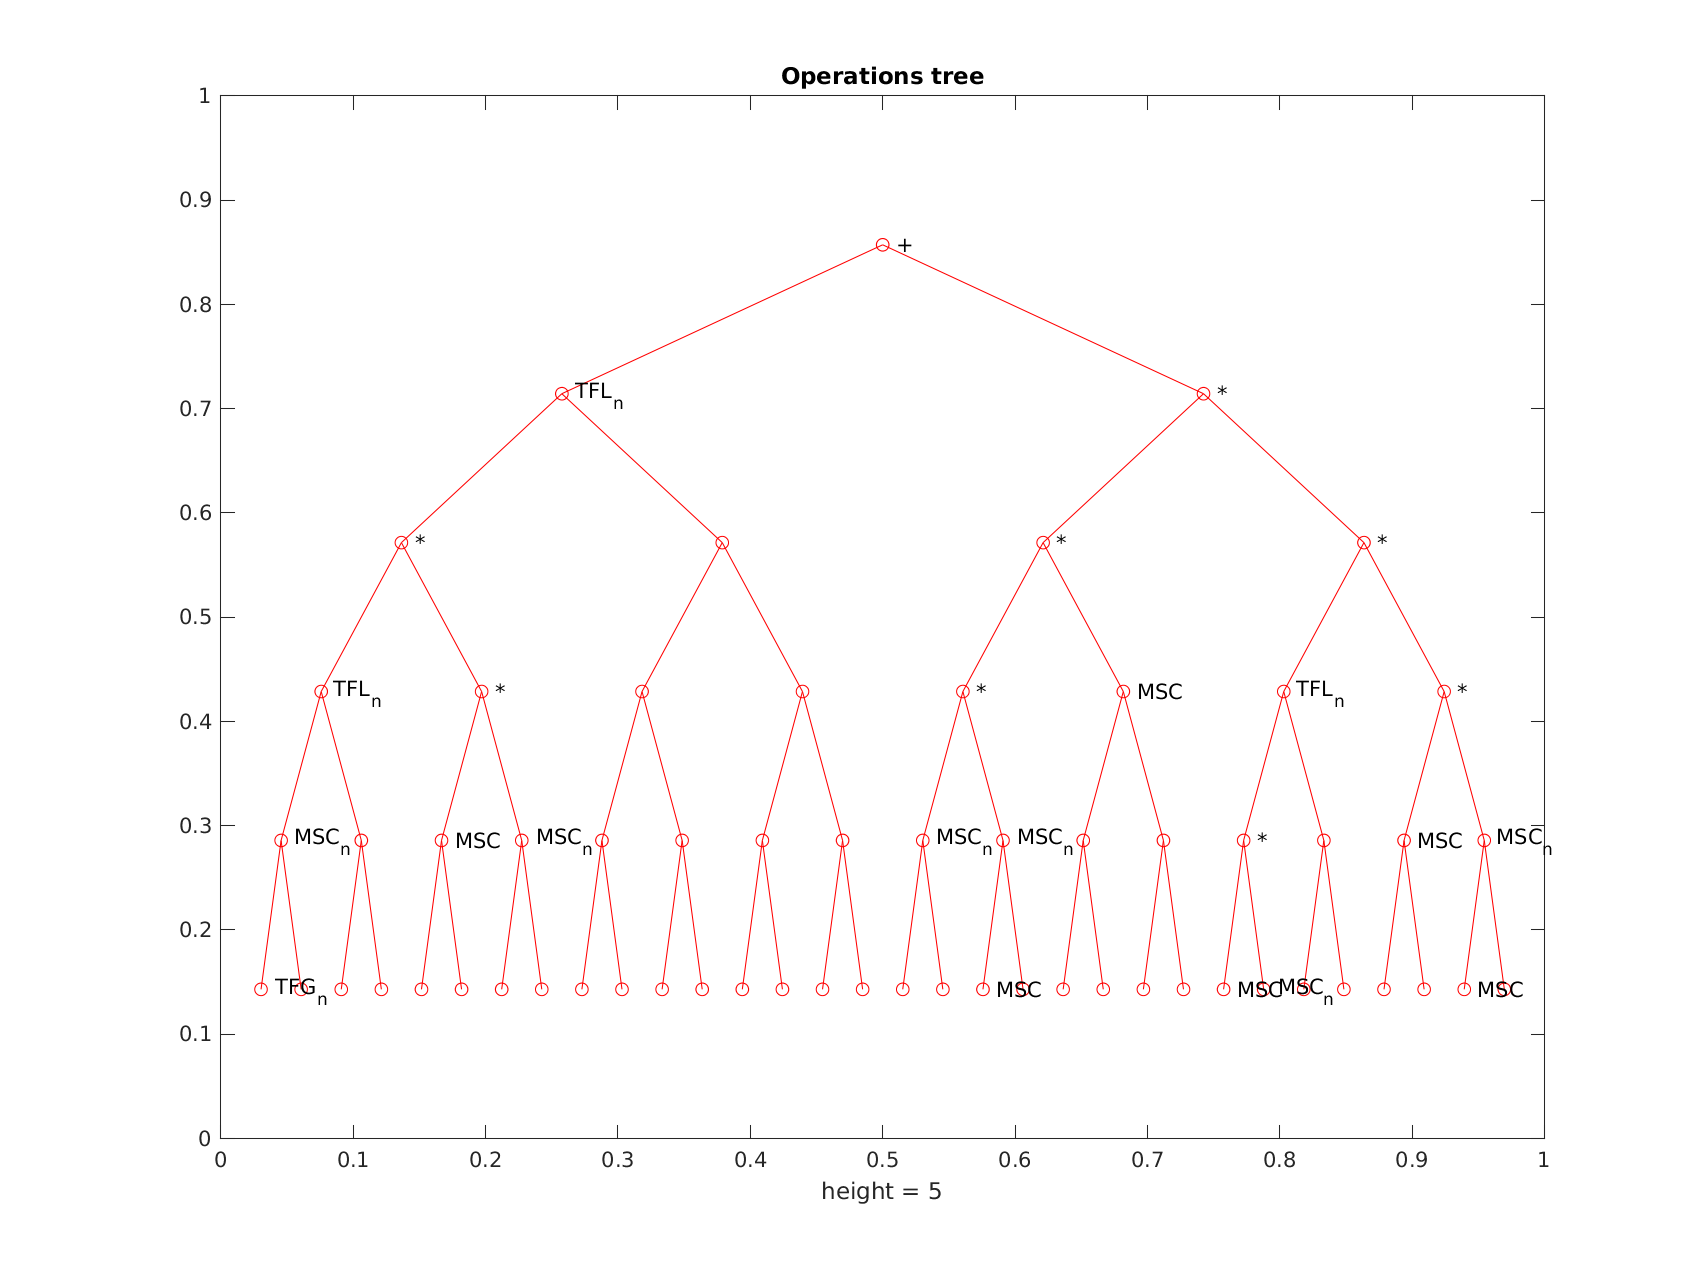 Operations tree
1
0.9
+
0.8
TFL_n *
0.7
0.6
* * *
0.5
TFL_n * * MSC TFL_n *
0.4
0.3
MSC_n MSC MSC_n MSC_n MSC_n * MSC MSC_n
0.2
TFG_n MSC MSC MSC_n MSC
0.1
0
0 0.1 0.2 0.3 0.4 0.5 0.6 0.7 0.8 0.9 1
height = 5